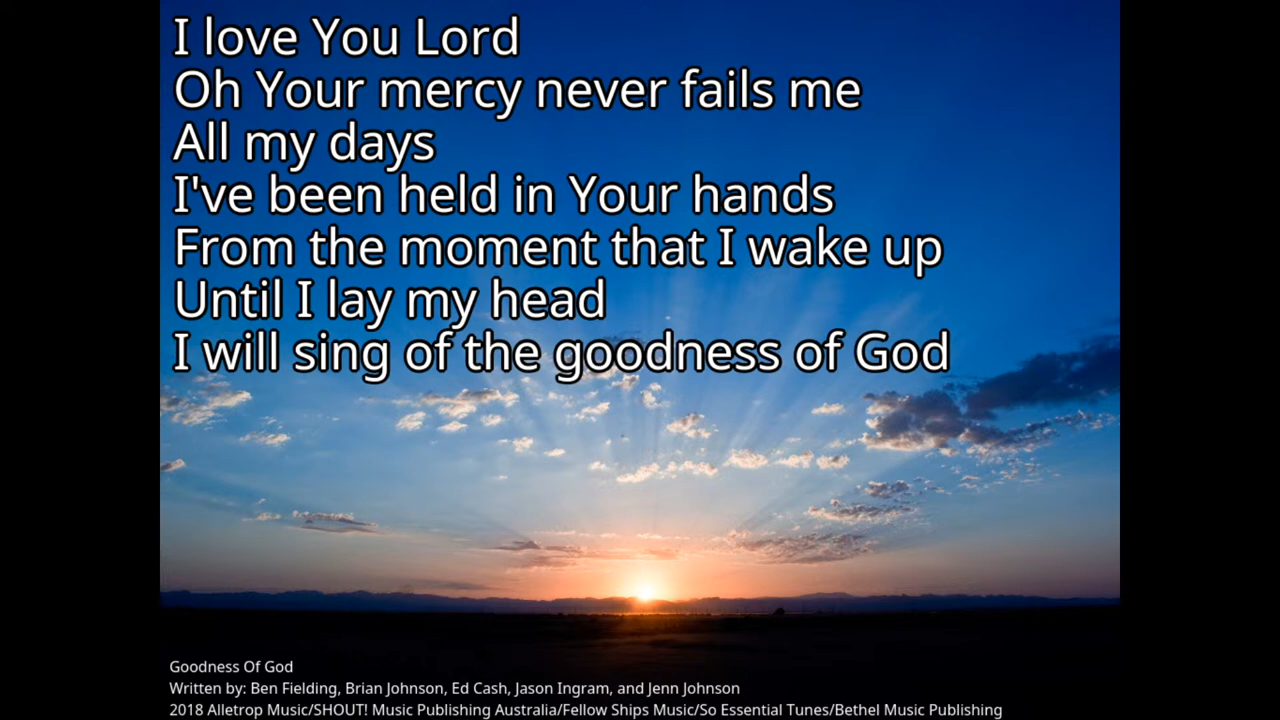 I love You Lord
Oh Your mercy never fails me
All my days
I've been held in Your hands
From the moment that I wake up
Until I lay my head
I will sing of the goodness of God
Goodness Of God
Written by: Ben Fielding, Brian Johnson, Ed Cash, Jason Ingram, and Jenn Johnson
2018 Alletrop Music/SHOUT! Music Publishing Australia/Fellow Ships Music/So Essential Tunes/Bethel Music Publishing